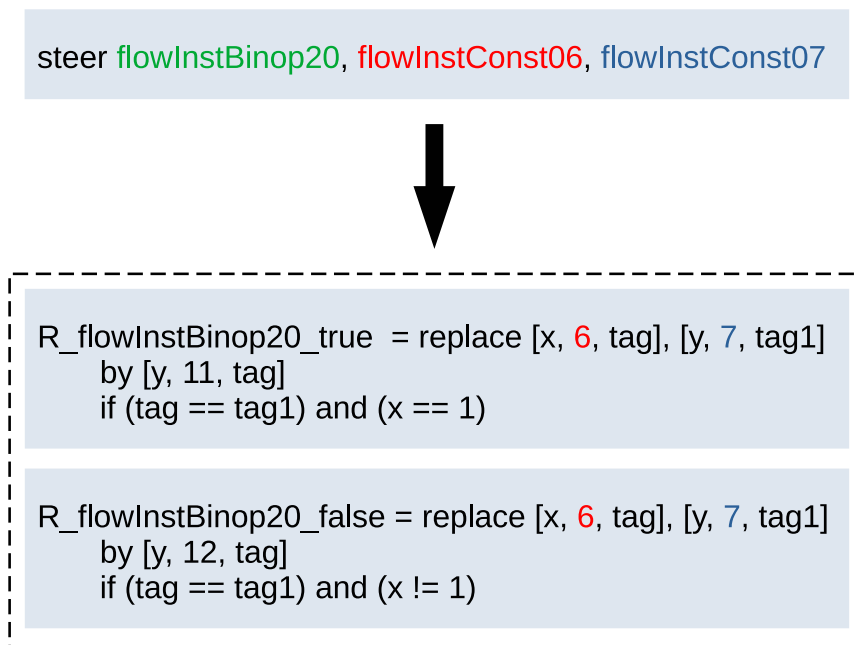 steer flowInstBinop20, flowInstConst06, flowInstConst07
R_flowInstBinop20_true = replace [x, 6, tag], [y, 7, tag1]
by [y, 11, tag]
if (tag == tag1) and (x == 1)
R_flowInstBinop20_false = replace [x, 6, tag], [y, 7, tag1]
by [y, 12, tag]
if (tag == tag1) and (x != 1)